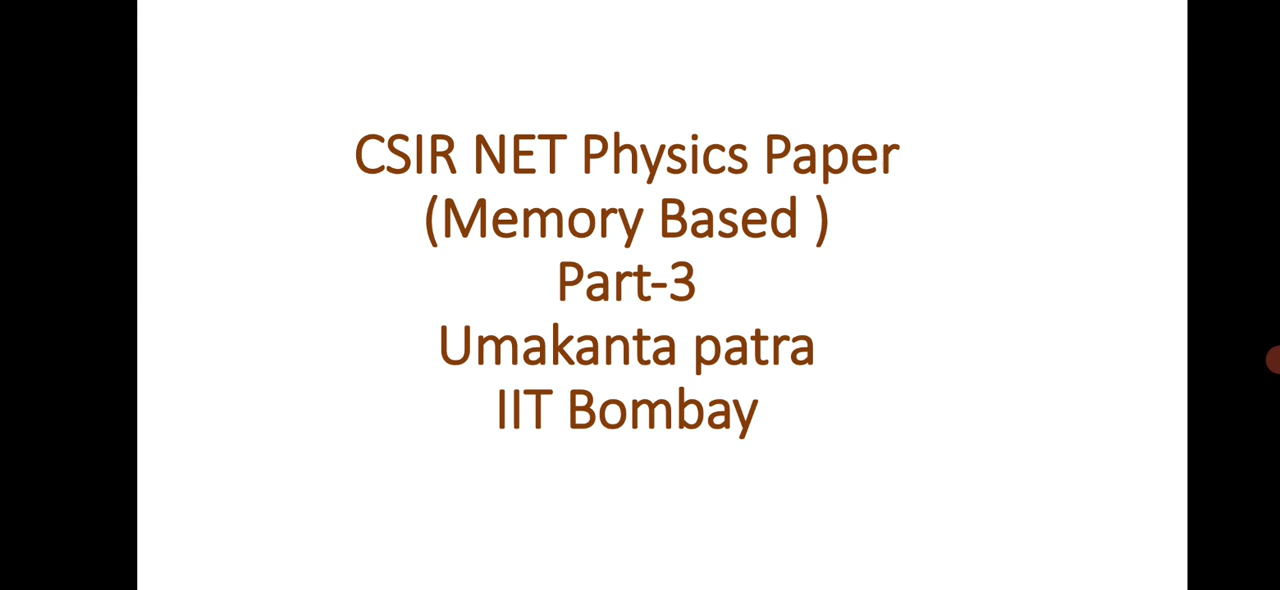 CSIR NET Physics Paper
(Memory Based )
Part-3
Umakanta patra
IIT Bombay